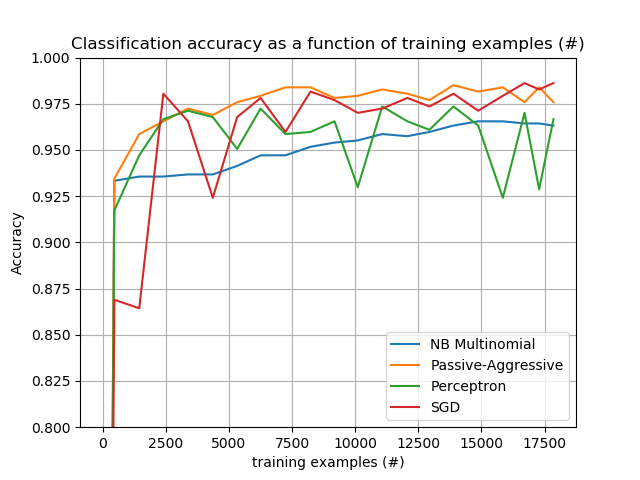 Classification accuracy as a function of training examples (#)
1.000
0.975
0.950
0.925
0.900
0.875
0.850
0.825
0.800
Accuracy
NB Multinomial
Passive-Aggressive
Perceptron
SGD
0 2500 5000 7500 10000 12500 15000 17500
training examples (#)